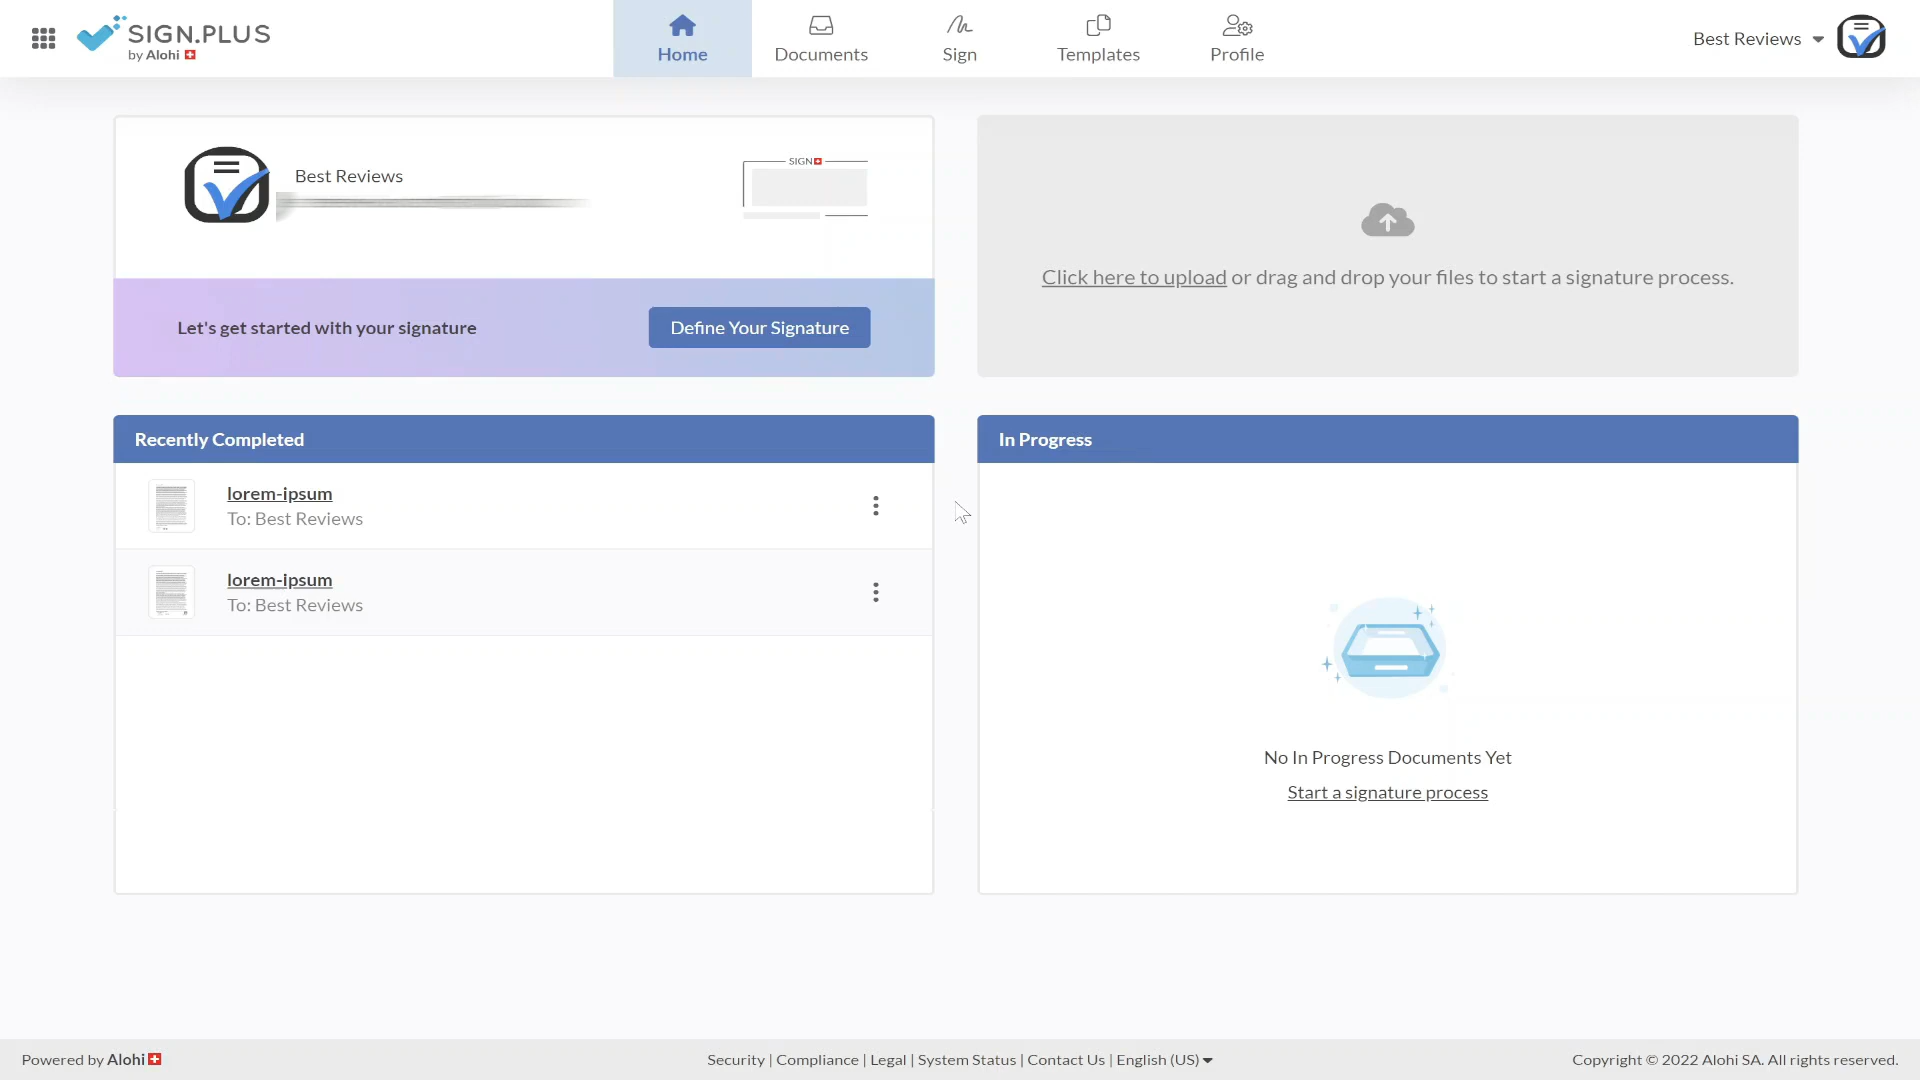 SIGN.PLUS
by Alohi
Home
Documents
Sign
Templates
Profile
Best Reviews
Best Reviews
SIGN
Let's get started with your signature
Define Your Signature
Click here to upload or drag and drop your files to start a signature process.
Recently Completed
lorem-ipsum
To: Best Reviews
lorem-ipsum
To: Best Reviews
In Progress
No In Progress Documents Yet
Start a signature process
Powered by Alohi
Security | Compliance | Legal | System Status | Contact Us | English (US)
Copyright © 2022 Alohi SA. All rights reserved.